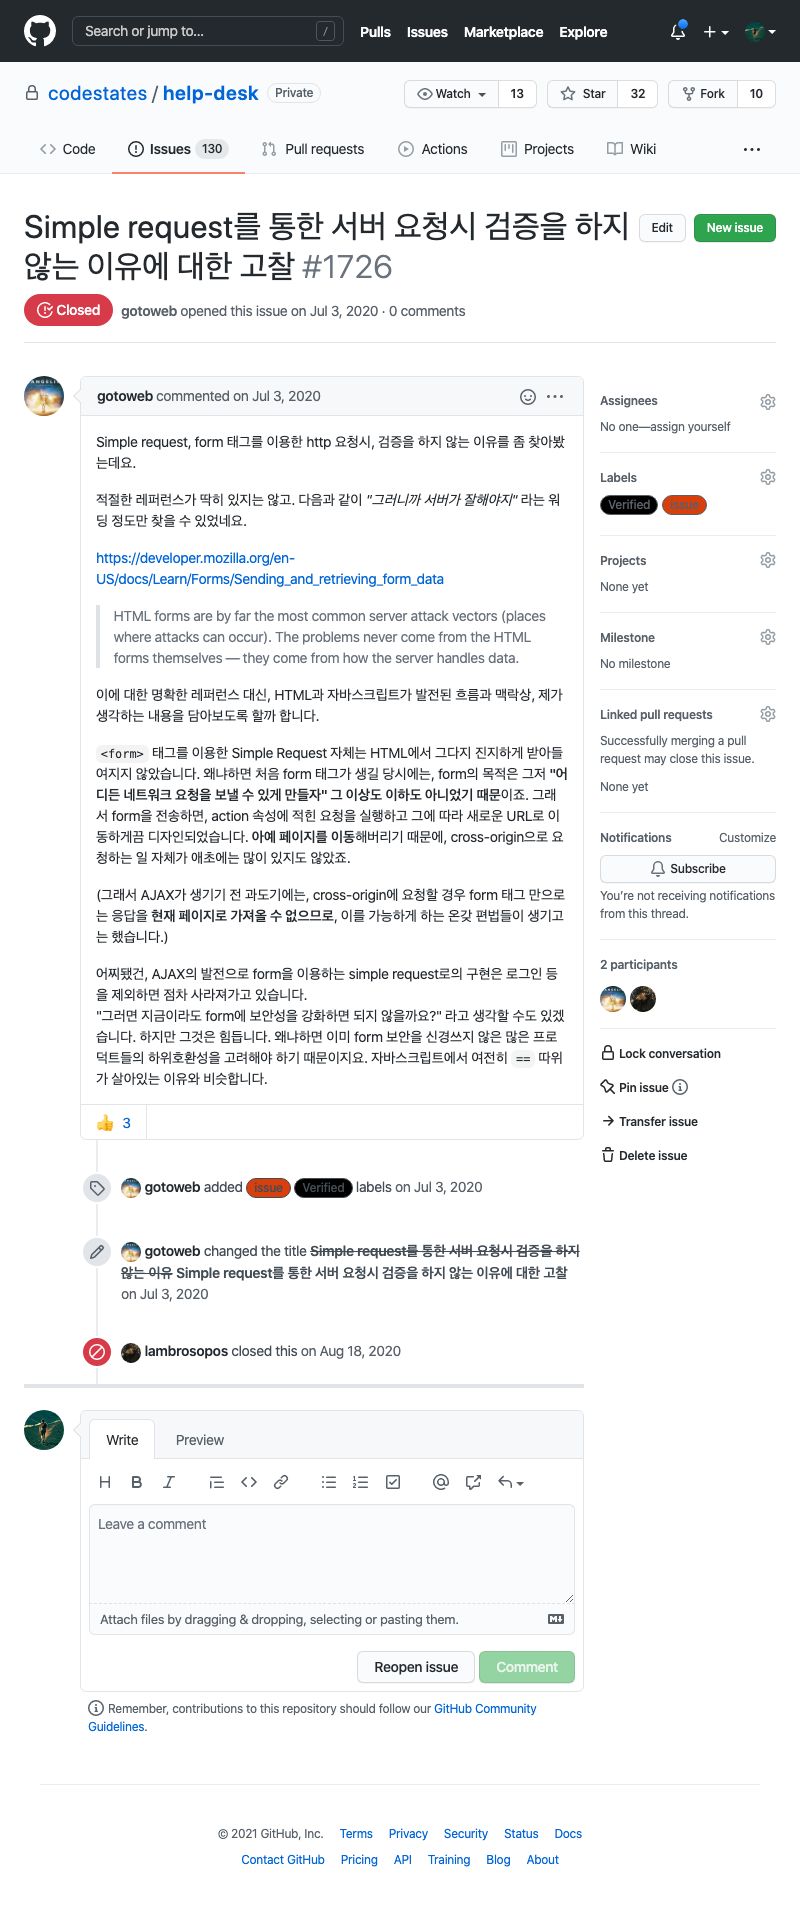 Search or jump to... /
Pulls Issues Marketplace Explore
codestates / help-desk Private
Watch 13 Star 32 Fork 10
Code Issues 130 Pull requests Actions Projects Wiki
Simple request를 통한 서버 요청시 검증을 하지
않는 이유에 대한 고찰 #1726
Edit New issue
Closed gotoweb opened this issue on Jul 3, 2020 · 0 comments
gotoweb commented on Jul 3, 2020
Simple request, form 태그를 이용한 http 요청시, 검증을 하지 않는 이유를 좀 찾아봤
는데요.
적절한 레퍼런스가 딱히 있지는 않고. 다음과 같이 "그러니까 서버가 잘해야지" 라는 워
딩 정도만 찾을 수 있었네요.
https://developer.mozilla.org/en-
US/docs/Learn/Forms/Sending_and_retrieving_form_data
HTML forms are by far the most common server attack vectors (places
where attacks can occur). The problems never come from the HTML
forms themselves — they come from how the server handles data.
이에 대한 명확한 레퍼런스 대신, HTML과 자바스크립트가 발전된 흐름과 맥락상, 제가
생각하는 내용을 담아보도록 할까 합니다.
<form> 태그를 이용한 Simple Request 자체는 HTML에서 그다지 진지하게 받아들
여지지 않았습니다. 왜냐하면 처음 form 태그가 생길 당시에는, form의 목적은 그저 "어
디든 네트워크 요청을 보낼 수 있게 만들자" 그 이상도 이하도 아니었기 때문이죠. 그래
서 form을 전송하면, action 속성에 적힌 요청을 실행하고 그에 따라 새로운 URL로 이
동하게끔 디자인되었습니다. 아예 페이지를 이동해버리기 때문에, cross-origin으로 요
청하는 일 자체가 애초에는 많이 있지도 않았죠.
(그래서 AJAX가 생기기 전 과도기에는, cross-origin에 요청할 경우 form 태그 만으로
는 응답을 현재 페이지로 가져올 수 없으므로, 이를 가능하게 하는 온갖 편법들이 생기고
는 했습니다.)
어찌됐건, AJAX의 발전으로 form을 이용하는 simple request로의 구현은 로그인 등
을 제외하면 점차 사라져가고 있습니다.
"그러면 지금이라도 form에 보안성을 강화하면 되지 않을까요?" 라고 생각할 수도 있겠
습니다. 하지만 그것은 힘듭니다. 왜냐하면 이미 form 보안을 신경쓰지 않은 많은 프로
덕트들의 하위호환성을 고려해야 하기 때문이지요. 자바스크립트에서 여전히 == 따위
가 살아있는 이유와 비슷합니다.
3
gotoweb added issue Verified labels on Jul 3, 2020
gotoweb changed the title Simple request를 통한 서버 요청시 검증을 하지
않는 이유 Simple request를 통한 서버 요청시 검증을 하지 않는 이유에 대한 고찰
on Jul 3, 2020
lambrosopos closed this on Aug 18, 2020
Assignees
No one—assign yourself
Labels
Verified issue
Projects
None yet
Milestone
No milestone
Linked pull requests
Successfully merging a pull
request may close this issue.
None yet
Notifications Customize
Subscribe
You're not receiving notifications
from this thread.
2 participants
Lock conversation
Pin issue
Transfer issue
Delete issue
Write Preview
Leave a comment
Attach files by dragging & dropping, selecting or pasting them.
Reopen issue Comment
Remember, contributions to this repository should follow our GitHub Community
Guidelines.
© 2021 GitHub, Inc. Terms Privacy Security Status Docs
Contact GitHub Pricing API Training Blog About